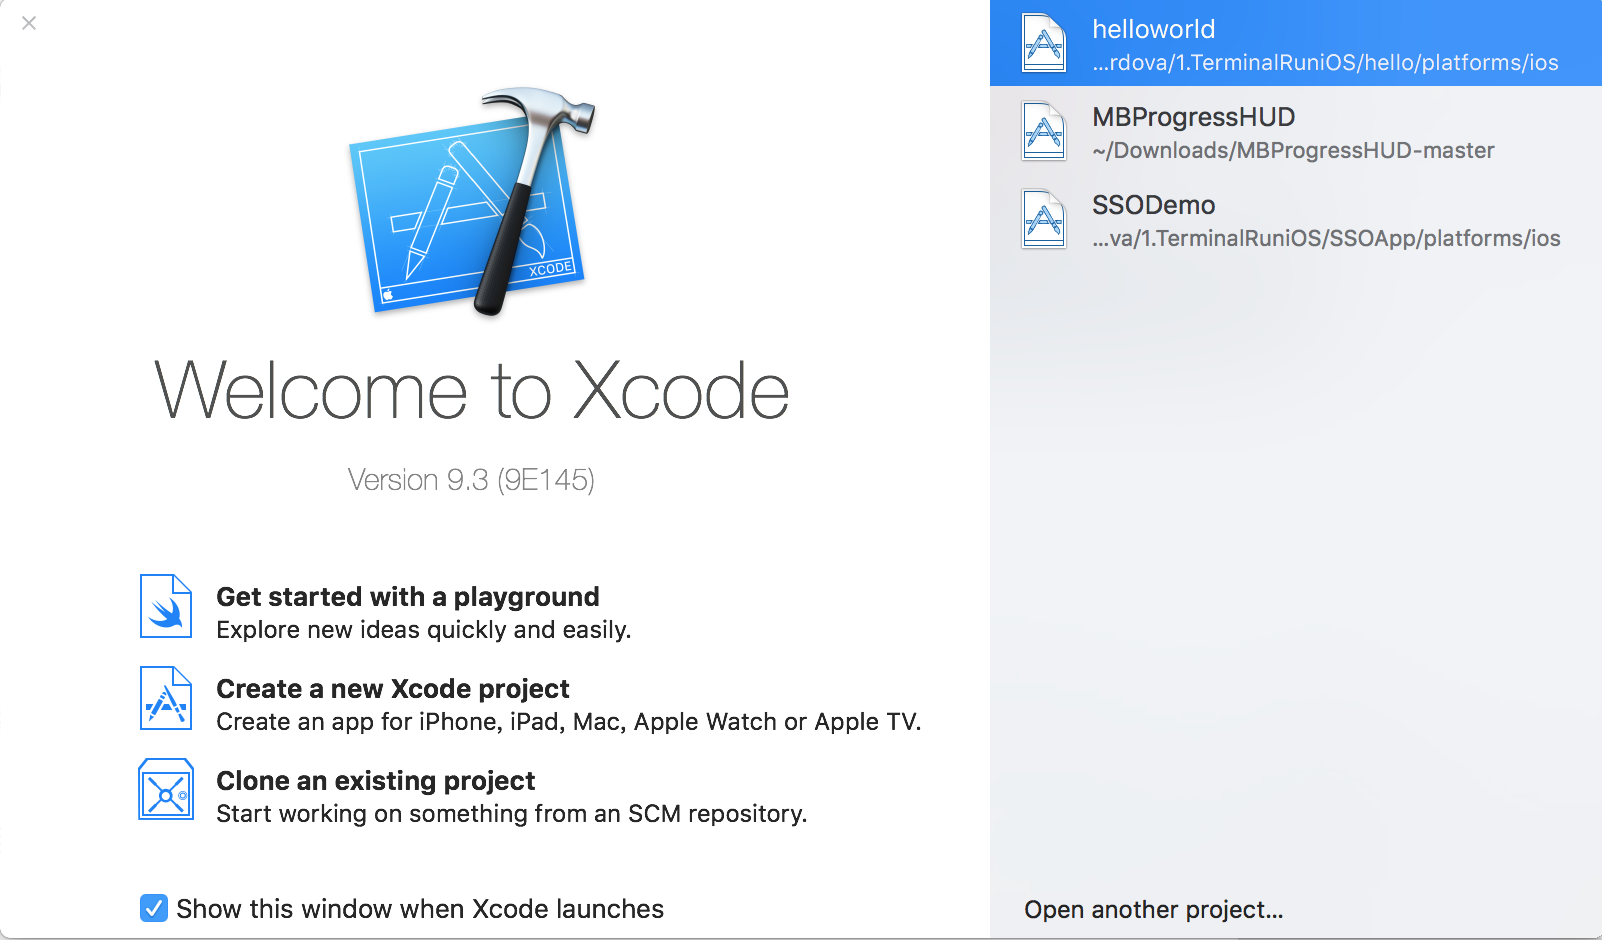 XCODE
Welcome to Xcode
Version 9.3 (9E145)
Get started with a playground
Explore new ideas quickly and easily.
Create a new Xcode project
Create an app for iPhone, iPad, Mac, Apple Watch or Apple TV.
Clone an existing project
Start working on something from an SCM repository.
Show this window when Xcode launches
helloworld
...rdova/1.TerminalRuniOS/hello/platforms/ios
MBProgressHUD
~/Downloads/MBProgressHUD-master
SSODemo
...va/1.TerminalRuniOS/SSOApp/platforms/ios
Open another project...